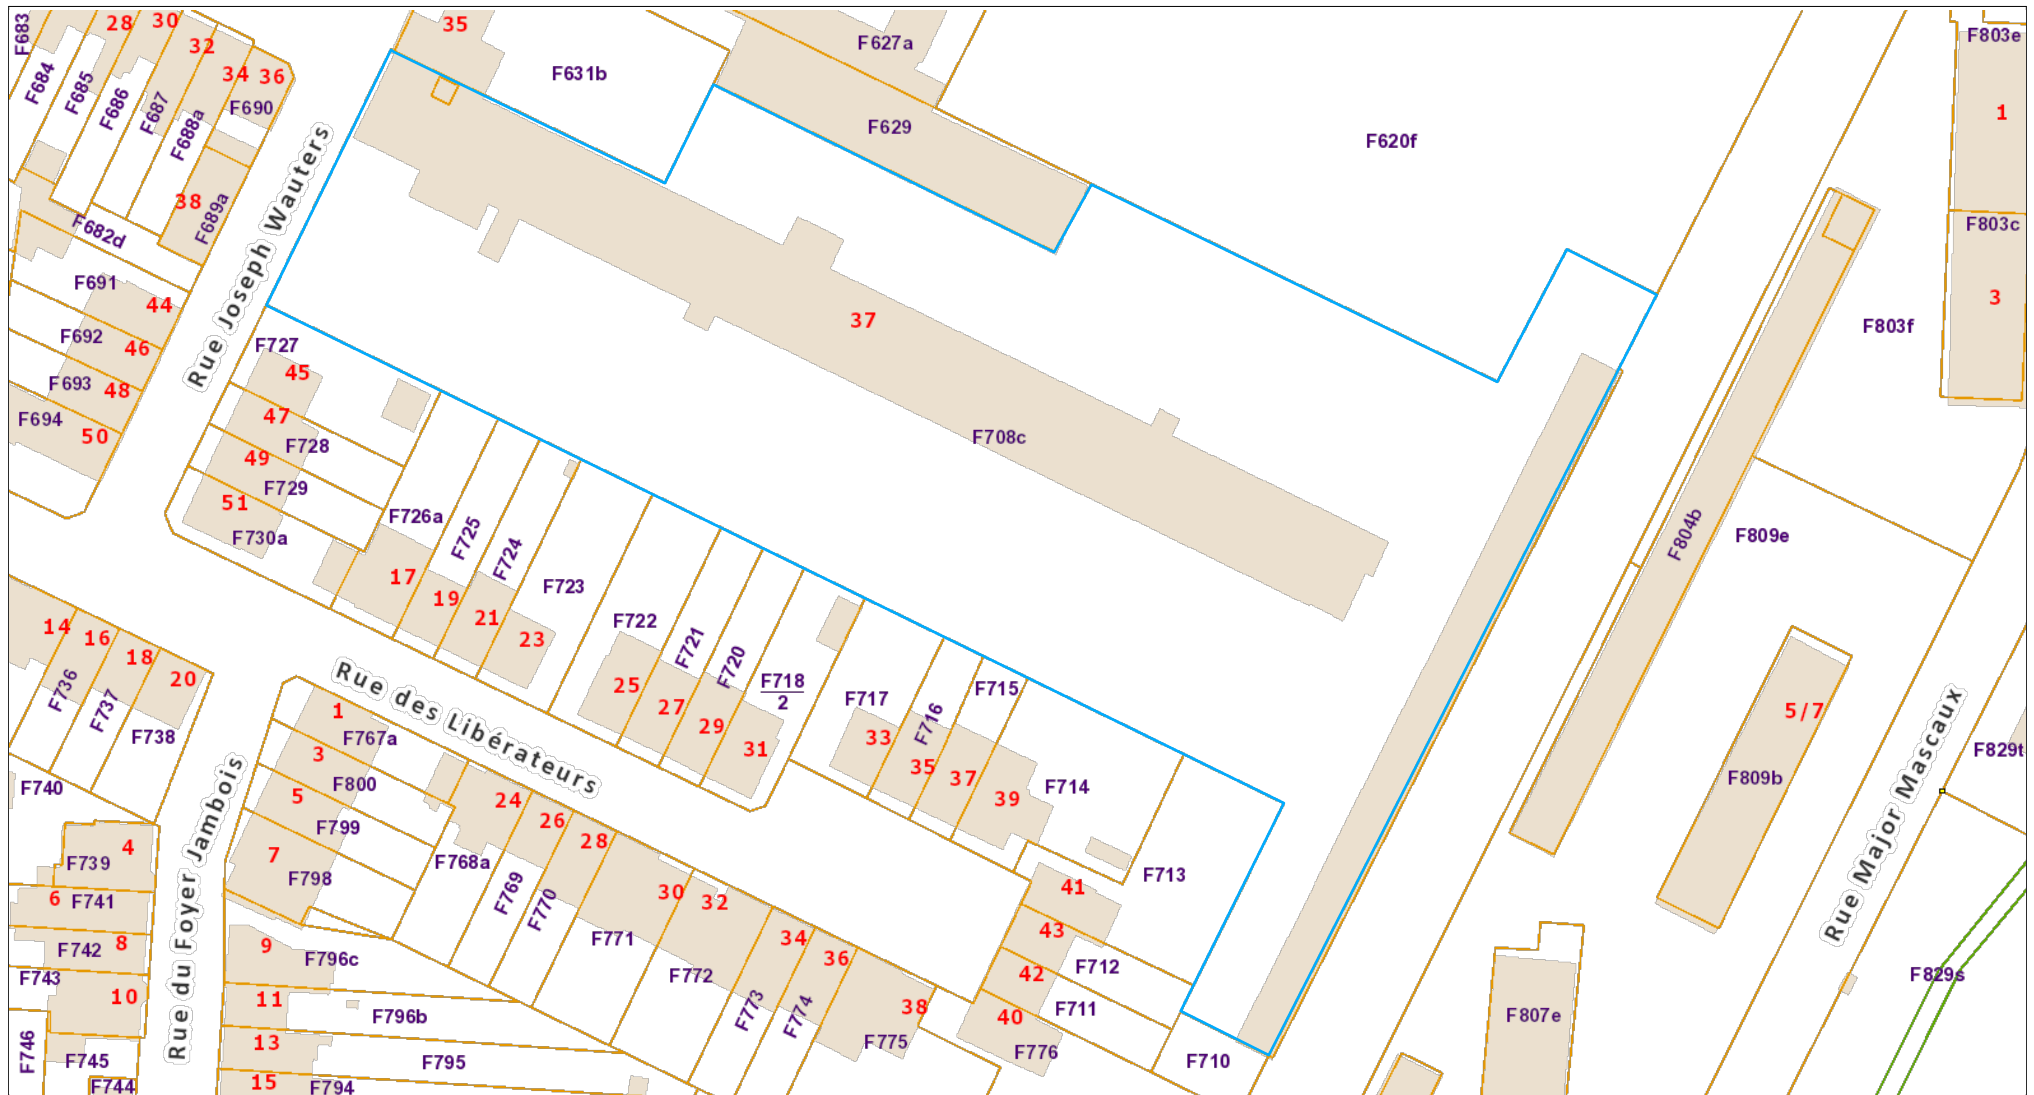 F683
28
30
32
34
36
35
F684
F685
F686
F687
F688a
F690
38
F689a
F682d
F631b
F627a
F629
F620f
F803e
1
F803c
3
F803f
Rue Joseph Wauters
F691
44
F692
46
F693
48
F694
50
37
F708c
F727
45
47
F728
49
F729
51
F730a
F726a
F725
F724
F723
17
19
21
23
F722
F721
F720
F718
2
25
27
29
31
F717
F716
F715
33
35
37
39
F714
F713
F804b
F809e
5/7
F809b
Rue Major Mascaux
F829t
F829s
F807e
14
16
18
20
F736
F737
F738
F740
Rue des Libérateurs
1
F767a
3
F800
5
F799
7
F798
24
26
28
F768a
F769
F770
30
32
F771
F772
34
36
F773
F774
38
F775
41
43
42
F712
F711
40
F776
F710
4
F739
6
F741
F742
8
F743
10
F746
F745
F744
Rue du Foyer Jambois
9
F796c
11
F796b
13
F795
15
F794